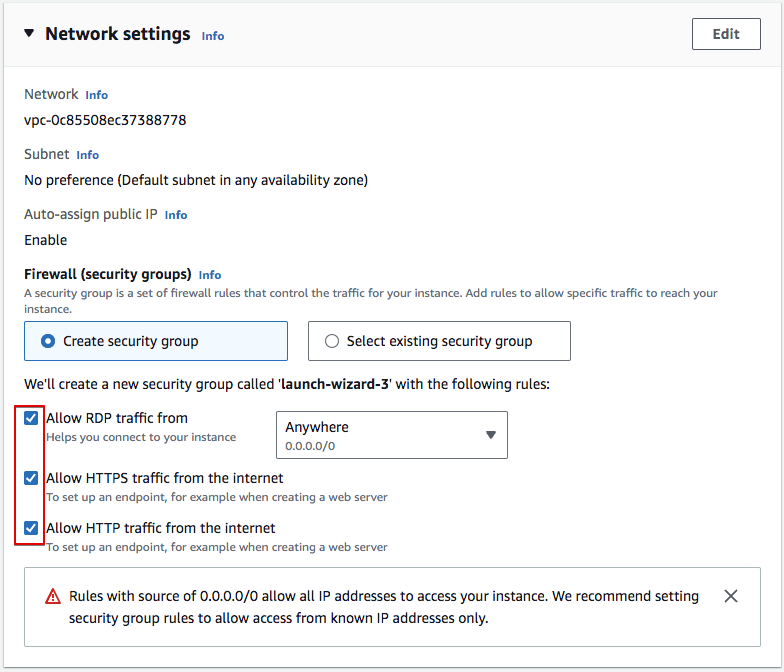 Network settings Info
Edit
Network Info
vpc-0c85508ec37388778
Subnet Info
No preference (Default subnet in any availability zone)
Auto-assign public IP Info
Enable
Firewall (security groups) Info
A security group is a set of firewall rules that control the traffic for your instance. Add rules to allow specific traffic to reach your
instance.
Create security group
Select existing security group
We'll create a new security group called 'launch-wizard-3' with the following rules:
Allow RDP traffic from
Helps you connect to your instance
Anywhere
0.0.0.0/0
Allow HTTPS traffic from the internet
To set up an endpoint, for example when creating a web server
Allow HTTP traffic from the internet
To set up an endpoint, for example when creating a web server
Rules with source of 0.0.0.0/0 allow all IP addresses to access your instance. We recommend setting
security group rules to allow access from known IP addresses only.